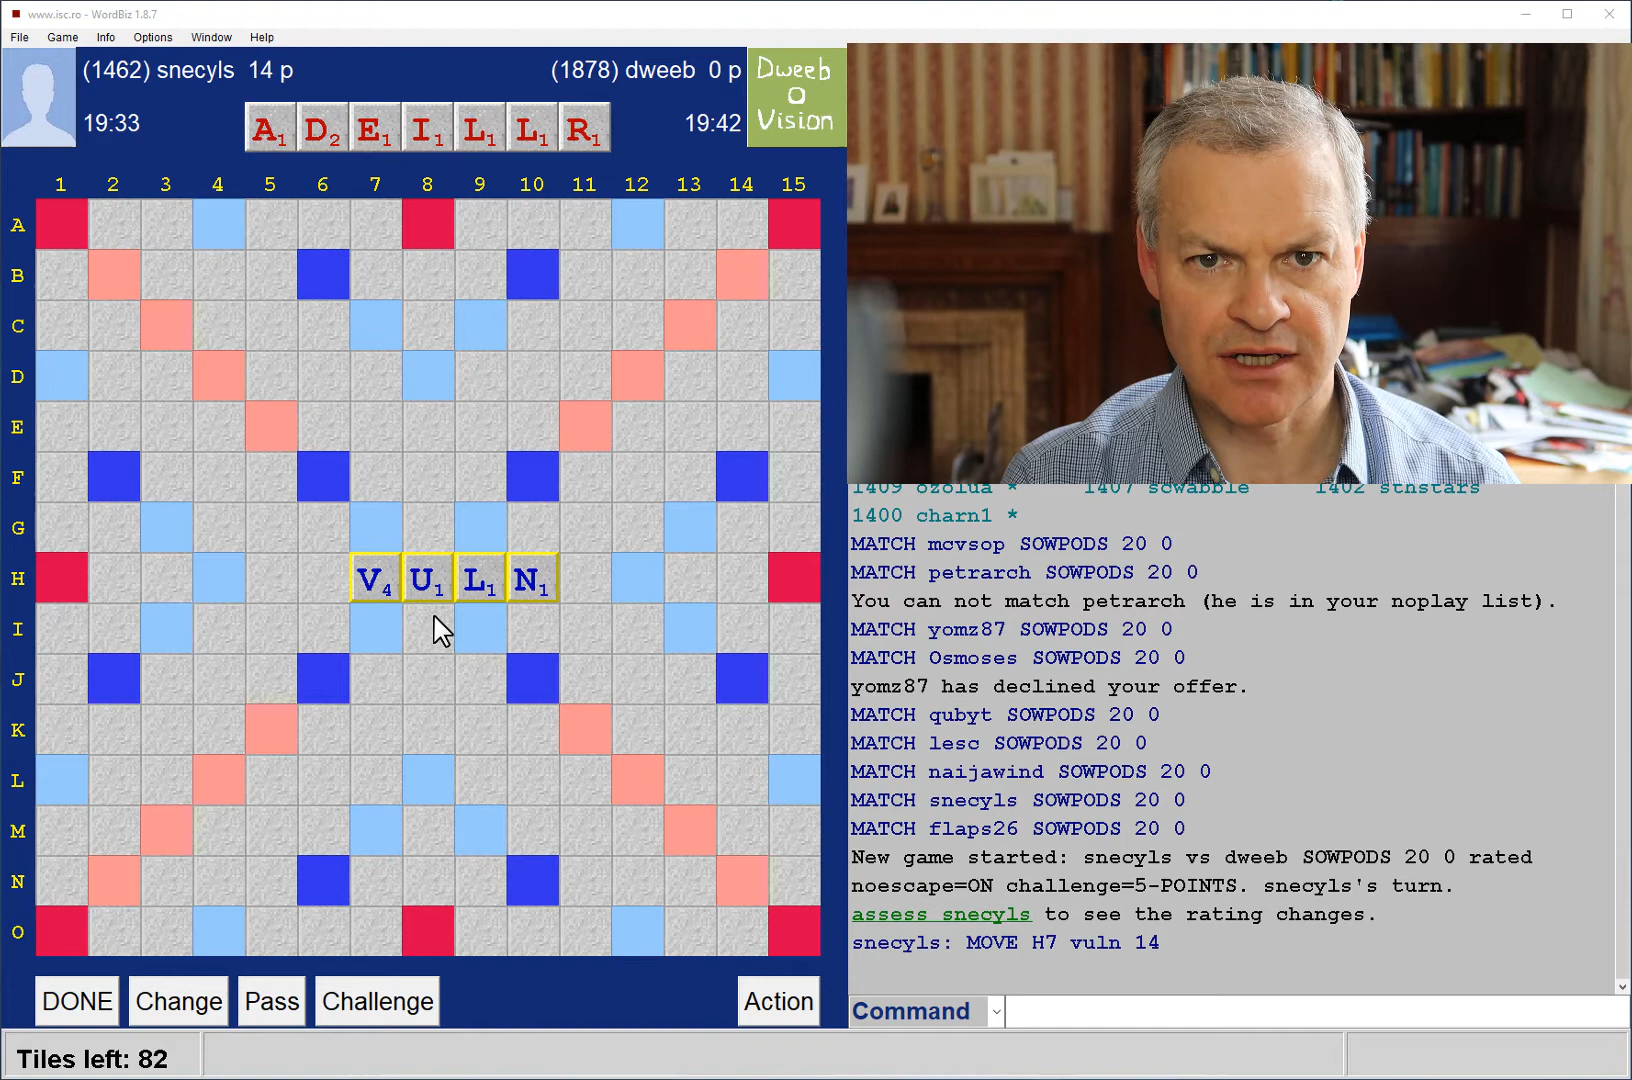 www.isc.ro - WordBiz 1.8.7
File Game Info Options Window Help
(1462) snecyls 14 p
(1878) dweeb 0 p
Dweeb
O
Vision
19:33
A1 D2 E1 I1 L1 L1 R1
19:42
1 2 3 4 5 6 7 8 9 10 11 12 13 14 15
A
B
C
D
E
F
G
H
V4 U1 L1 N1
I
J
K
L
M
N
O
1409 ozolua * 1407 scwabble 1402 stnstars
1400 charn1 *
MATCH mcvsop SOWPODS 20 0
MATCH petrarch SOWPODS 20 0
You can not match petrarch (he is in your noplay list).
MATCH yomz87 SOWPODS 20 0
MATCH Osmoses SOWPODS 20 0
yomz87 has declined your offer.
MATCH qubyt SOWPODS 20 0
MATCH lesc SOWPODS 20 0
MATCH naijawind SOWPODS 20 0
MATCH snecyls SOWPODS 20 0
MATCH flaps26 SOWPODS 20 0
New game started: snecyls vs dweeb SOWPODS 20 0 rated
noescape=ON challenge=5-POINTS. snecyls's turn.
assess snecyls to see the rating changes.
snecyls: MOVE H7 vuln 14
DONE Change Pass Challenge Action
Command
Tiles left: 82